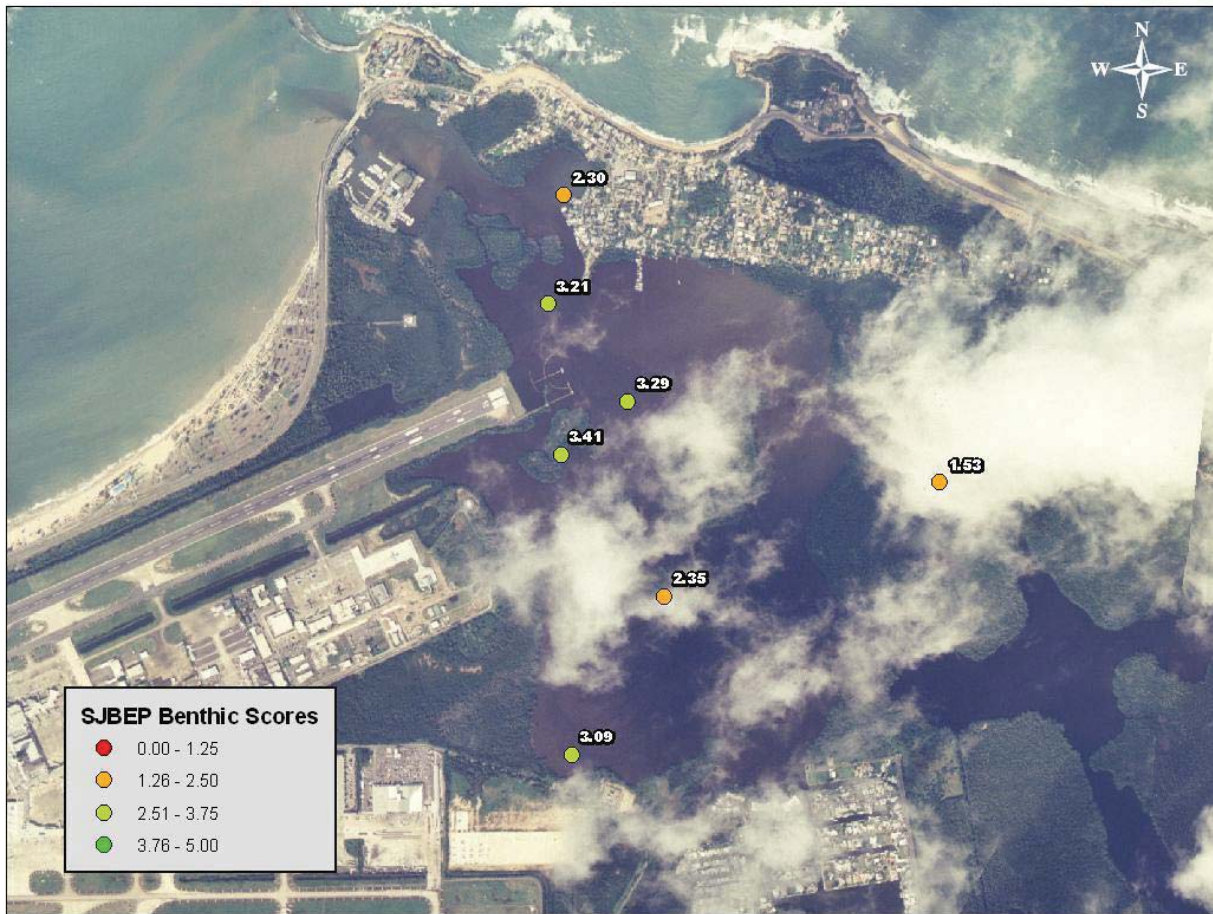 N
W E
S
2.30
3.21
3.29
3.41
1.53
2.35
3.09
SJBEP Benthic Scores
0.00 - 1.25
1.26 - 2.50
2.51 - 3.75
3.76 - 5.00